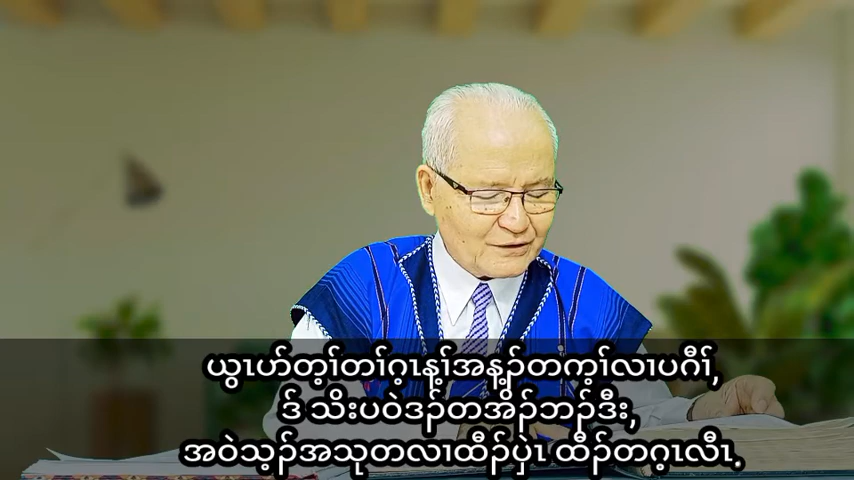 ယွၤဟ်တ့ၢ်တၢ်ဂ့ၤန့ၢ်အန့ၣ်တက့ၢ်လၢပဂီၢ်,
ဒ် သိးပဝဲဒၣ်တအိၣ်ဘၣ်ဒီး,
အဝဲသ့ၣ်အသုတလၢထီၣ်ပှဲၤ ထီၣ်တဂ့ၤလီၤ.